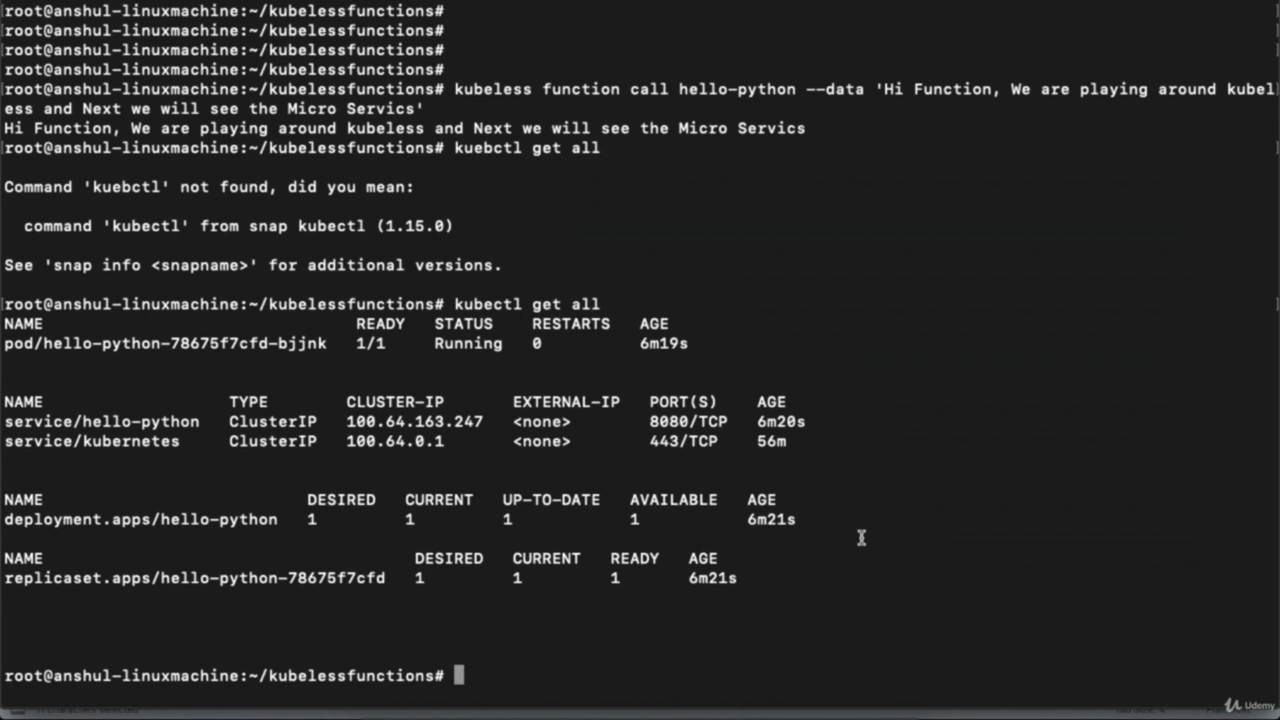 root@anshul-linuxmachine:~/kubelessfunctions#
root@anshul-linuxmachine:~/kubelessfunctions#
root@anshul-linuxmachine:~/kubelessfunctions#
root@anshul-linuxmachine:~/kubelessfunctions#
root@anshul-linuxmachine:~/kubelessfunctions# kubeless function call hello-python --data 'Hi Function, We are playing around kubel
ess and Next we will see the Micro Servics'
Hi Function, We are playing around kubeless and Next we will see the Micro Servics
root@anshul-linuxmachine:~/kubelessfunctions# kuebctl get all
Command 'kuebctl' not found, did you mean:
command 'kubectl' from snap kubectl (1.15.0)
See 'snap info <snapname>' for additional versions.
root@anshul-linuxmachine:~/kubelessfunctions# kubectl get all
NAME READY STATUS RESTARTS AGE
pod/hello-python-78675f7cfd-bjjnk 1/1 Running 0 6m19s
NAME TYPE CLUSTER-IP EXTERNAL-IP PORT(S) AGE
service/hello-python ClusterIP 100.64.163.247 <none> 8080/TCP 6m20s
service/kubernetes ClusterIP 100.64.0.1 <none> 443/TCP 56m
NAME DESIRED CURRENT UP-TO-DATE AVAILABLE AGE
deployment.apps/hello-python 1 1 1 1 6m21s
NAME DESIRED CURRENT READY AGE
replicaset.apps/hello-python-78675f7cfd 1 1 1 6m21s
root@anshul-linuxmachine:~/kubelessfunctions#
characters selected
Tab Size: 4
Udemy